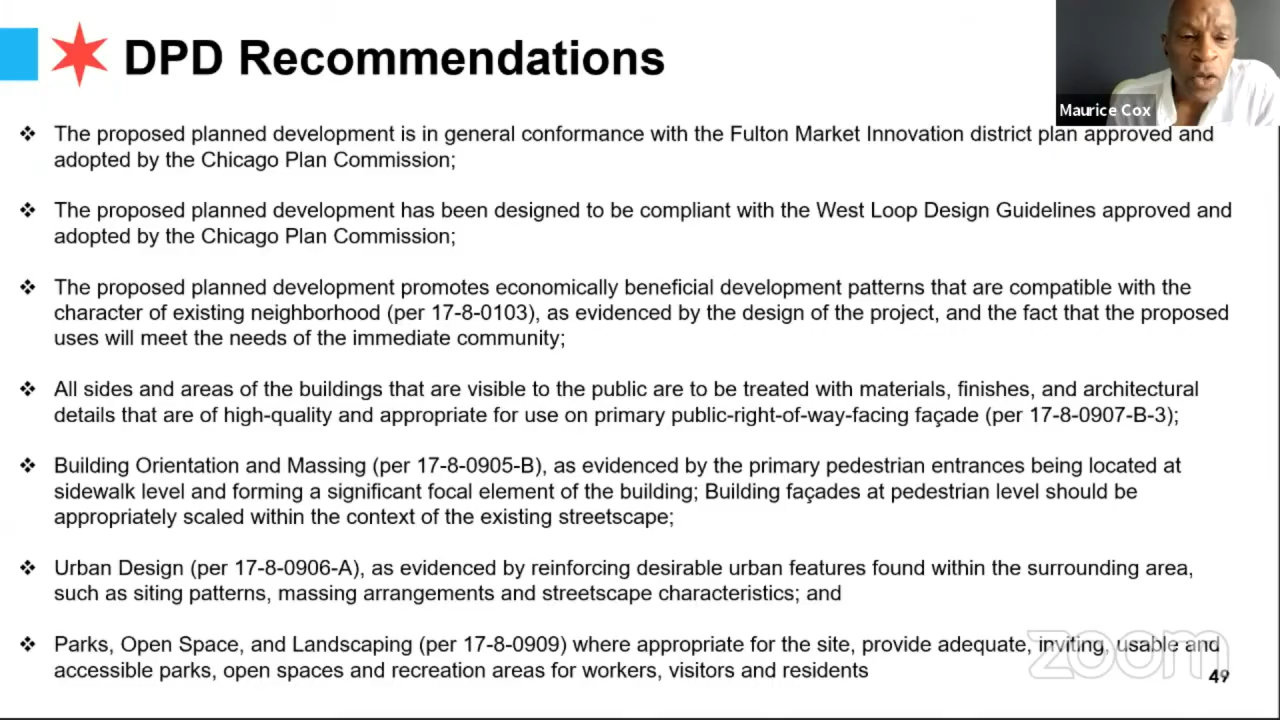 DPD Recommendations
Maurice Cox
❖ The proposed planned development is in general conformance with the Fulton Market Innovation district plan approved and
adopted by the Chicago Plan Commission;
❖ The proposed planned development has been designed to be compliant with the West Loop Design Guidelines approved and
adopted by the Chicago Plan Commission;
❖ The proposed planned development promotes economically beneficial development patterns that are compatible with the
character of existing neighborhood (per 17-8-0103), as evidenced by the design of the project, and the fact that the proposed
uses will meet the needs of the immediate community;
❖ All sides and areas of the buildings that are visible to the public are to be treated with materials, finishes, and architectural
details that are of high-quality and appropriate for use on primary public-right-of-way-facing façade (per 17-8-0907-B-3);
❖ Building Orientation and Massing (per 17-8-0905-B), as evidenced by the primary pedestrian entrances being located at
sidewalk level and forming a significant focal element of the building; Building façades at pedestrian level should be
appropriately scaled within the context of the existing streetscape;
❖ Urban Design (per 17-8-0906-A), as evidenced by reinforcing desirable urban features found within the surrounding area,
such as siting patterns, massing arrangements and streetscape characteristics; and
❖ Parks, Open Space, and Landscaping (per 17-8-0909) where appropriate for the site, provide adequate, inviting, usable and
accessible parks, open spaces and recreation areas for workers, visitors and residents
zoom
49